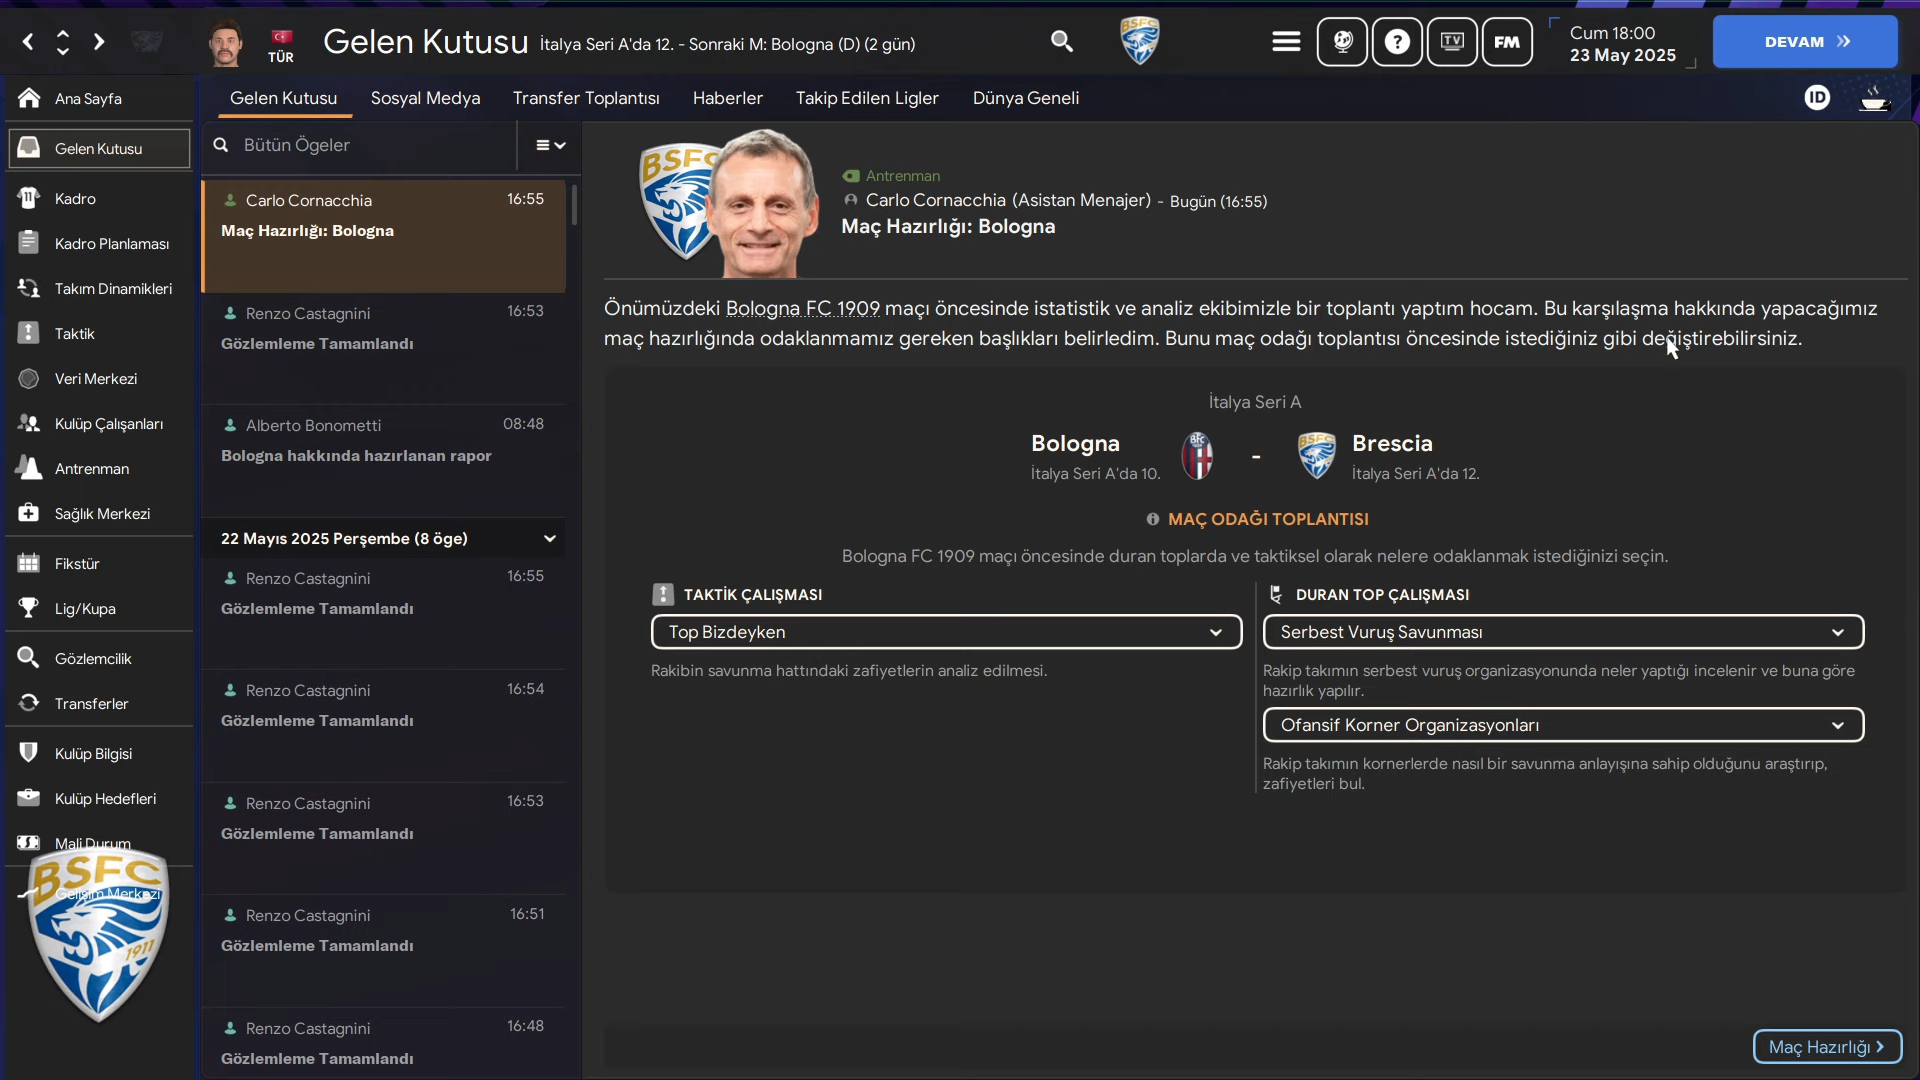 TÜR
Gelen Kutusu
İtalya Seri A'da 12. - Sonraki M: Bologna (D) (2 gün)
BSFC
?
TV
FM
Cum 18:00
23 May 2025
DEVAM
Ana Sayfa
Gelen Kutusu
Kadro
Kadro Planlaması
Takım Dinamikleri
Taktik
Veri Merkezi
Kulüp Çalışanları
Antrenman
Sağlık Merkezi
Fikstür
Lig/Kupa
Gözlemcilik
Transferler
Kulüp Bilgisi
Kulüp Hedefleri
Mali Durum
Gelişim Merkezi
BSFC
1911
Gelen Kutusu
Sosyal Medya
Transfer Toplantısı
Haberler
Takip Edilen Ligler
Dünya Geneli
ID
Bütün Ögeler
Carlo Cornacchia 16:55
Maç Hazırlığı: Bologna
Renzo Castagnini 16:53
Gözlemleme Tamamlandı
Alberto Bonometti 08:48
Bologna hakkında hazırlanan rapor
22 Mayıs 2025 Perşembe (8 öge)
Renzo Castagnini 16:55
Gözlemleme Tamamlandı
Renzo Castagnini 16:54
Gözlemleme Tamamlandı
Renzo Castagnini 16:53
Gözlemleme Tamamlandı
Renzo Castagnini 16:51
Gözlemleme Tamamlandı
Renzo Castagnini 16:48
Gözlemleme Tamamlandı
BSFC
Antrenman
Carlo Cornacchia (Asistan Menajer) - Bugün (16:55)
Maç Hazırlığı: Bologna
Önümüzdeki Bologna FC 1909 maçı öncesinde istatistik ve analiz ekibimizle bir toplantı yaptım hocam. Bu karşılaşma hakkında yapacağımız
maç hazırlığında odaklanmamız gereken başlıkları belirledim. Bunu maç odağı toplantısı öncesinde istediğiniz gibi değiştirebilirsiniz.
İtalya Seri A
Bologna
İtalya Seri A'da 10.
-
BSFC
Brescia
İtalya Seri A'da 12.
MAÇ ODAĞI TOPLANTISI
Bologna FC 1909 maçı öncesinde duran toplarda ve taktiksel olarak nelere odaklanmak istediğinizi seçin.
TAKTİK ÇALIŞMASI
Top Bizdeyken
Rakibin savunma hattındaki zafiyetlerin analiz edilmesi.
DURAN TOP ÇALIŞMASI
Serbest Vuruş Savunması
Rakip takımın serbest vuruş organizasyonunda neler yaptığı incelenir ve buna göre
hazırlık yapılır.
Ofansif Korner Organizasyonları
Rakip takımın kornerlerde nasıl bir savunma anlayışına sahip olduğunu araştırıp,
zafiyetleri bul.
Maç Hazırlığı